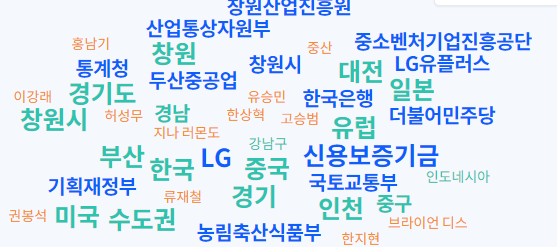 창원산업진흥원
산업통상자원부
홍남기
창원
중산
중소벤처기업진흥공단
통계청
두산중공업
창원시
대전
LG유플러스
이강래
경기도
유승민
한국은행
일본
창원시
허성무
경남
한상혁
고승범
유럽
더불어민주당
지나 러몬도
강남구
부산
한국
LG
중국
신용보증기금
기획재정부
류재철
경기
국토교통부
인도네시아
권봉석
미국
수도권
인천
중구
브라이언 디스
농림축산식품부
한지현